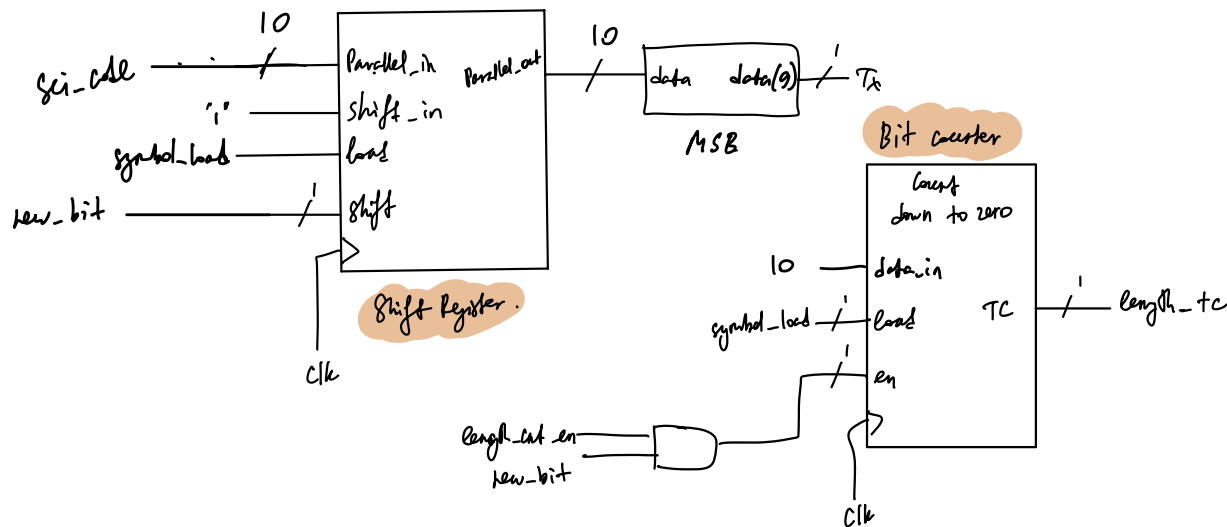 10
sci_code
Parallel_in
Parallel_out
10
"1"
shift_in
symbol_load
load
new_bit
1
shift
clk
Shift Register.
data
data(9)
1
Tx
MSB
Bit counter
Count
down to zero
10
data_in
symbol_load
1
load
TC
1
length_tc
1
en
length_cnt_en
new_bit
clk